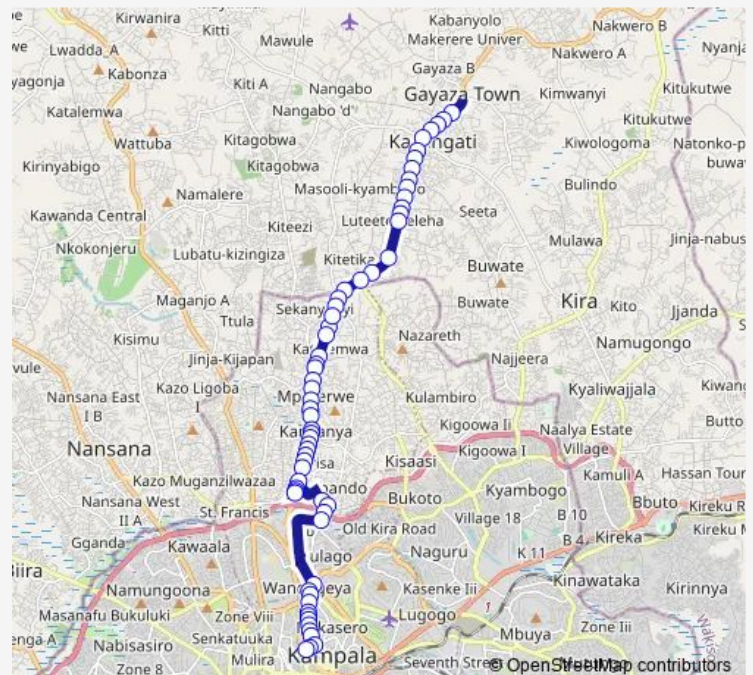 Kirwanira
Kitti
Mawule
Kabanyolo
Makerere Univer
Nakwero B
Lwadda A
Nakwero A
Nyanja
Kabonza
Gayaza B
yagonja
Kiti A
Nangabo
Gayaza Town
Kimwanyi
Kitukutwe
Katalemwa
Nangabo 'd'
Kitukutwe
Wattuba
Kitagobwa
Kiwologoma
Natonko-p
buwa
Kirinyabigo
Kitagobwa
Namalere
Masooli-kyamb
Bulindo
Kawanda Central
Kiteezi
Seeta
Nkokonjeru
Lubatu-kizingiza
Kitetika
Mulawa
Jinja-nabus
Buwate
Maganjo A
Buwate
Kira
Kito
Jjanda
Ttula
Kisimu
Nazareth
Namugongo
Jinja-Kijapan
Najjeera
Kazo Ligoba
I
Kulambiro
Kyaliwajjala
Kiwang
Nansana East
I B
Kigoowa Ii
Naalya Estate
Village
Butto
Nansana
Kisaasi
Kigoowa I
Kamuli A
Hassan Tour
Kazo Muganzilwazaa
Nansana West
II A
Bukoto
Kyambogo
Bbuto
Kireku R
St. Francis
Village 18
B 10
Gganda
Kawaala
Old Kira Road
B 4
Kireka
Kireku
Naguru
K 11
Namungoona
Kasenke Iii
Kinawataka
Kirinnya
Masanafu Bukuluki
Zone Viii
Lugogo
1
Senkatuuka
Mbuya
Zone Iii
Nabisasiro
Zone 8
Mulira
Kampala
Seventh Stre
© OpenStreetMap contributors